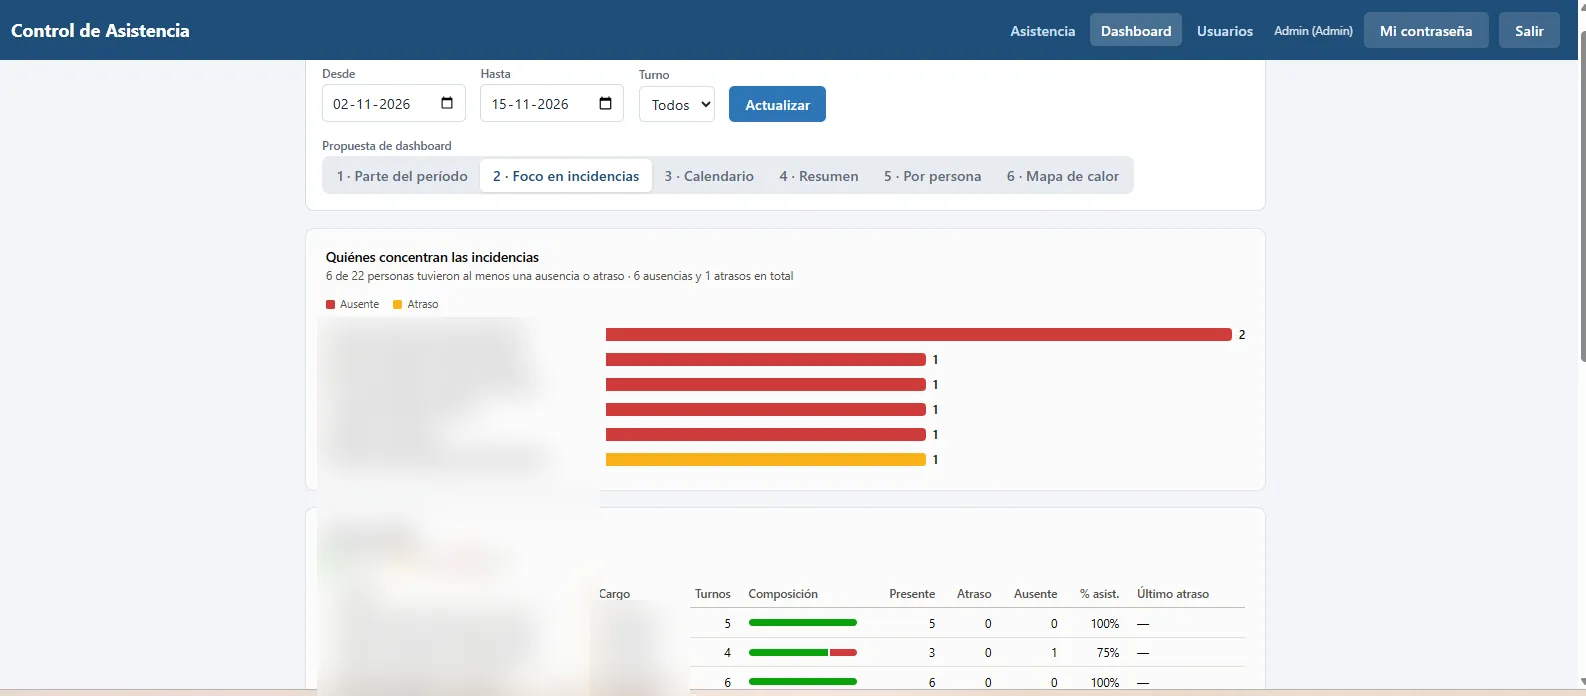 Control de Asistencia
Asistencia Dashboard Usuarios Admin (Admin) Mi contraseña Salir
Desde Hasta Turno
02-11-2026 15-11-2026 Todos Actualizar
Propuesta de dashboard
1 · Parte del período 2 · Foco en incidencias 3 · Calendario 4 · Resumen 5 · Por persona 6 · Mapa de calor
Quiénes concentran las incidencias
6 de 22 personas tuvieron al menos una ausencia o atraso · 6 ausencias y 1 atrasos en total
Ausente Atraso
2
1
1
1
1
1
Cargo Turnos Composición Presente Atraso Ausente % asist. Último atraso
5 5 0 0 100% —
4 3 0 1 75% —
6 6 0 0 100% —